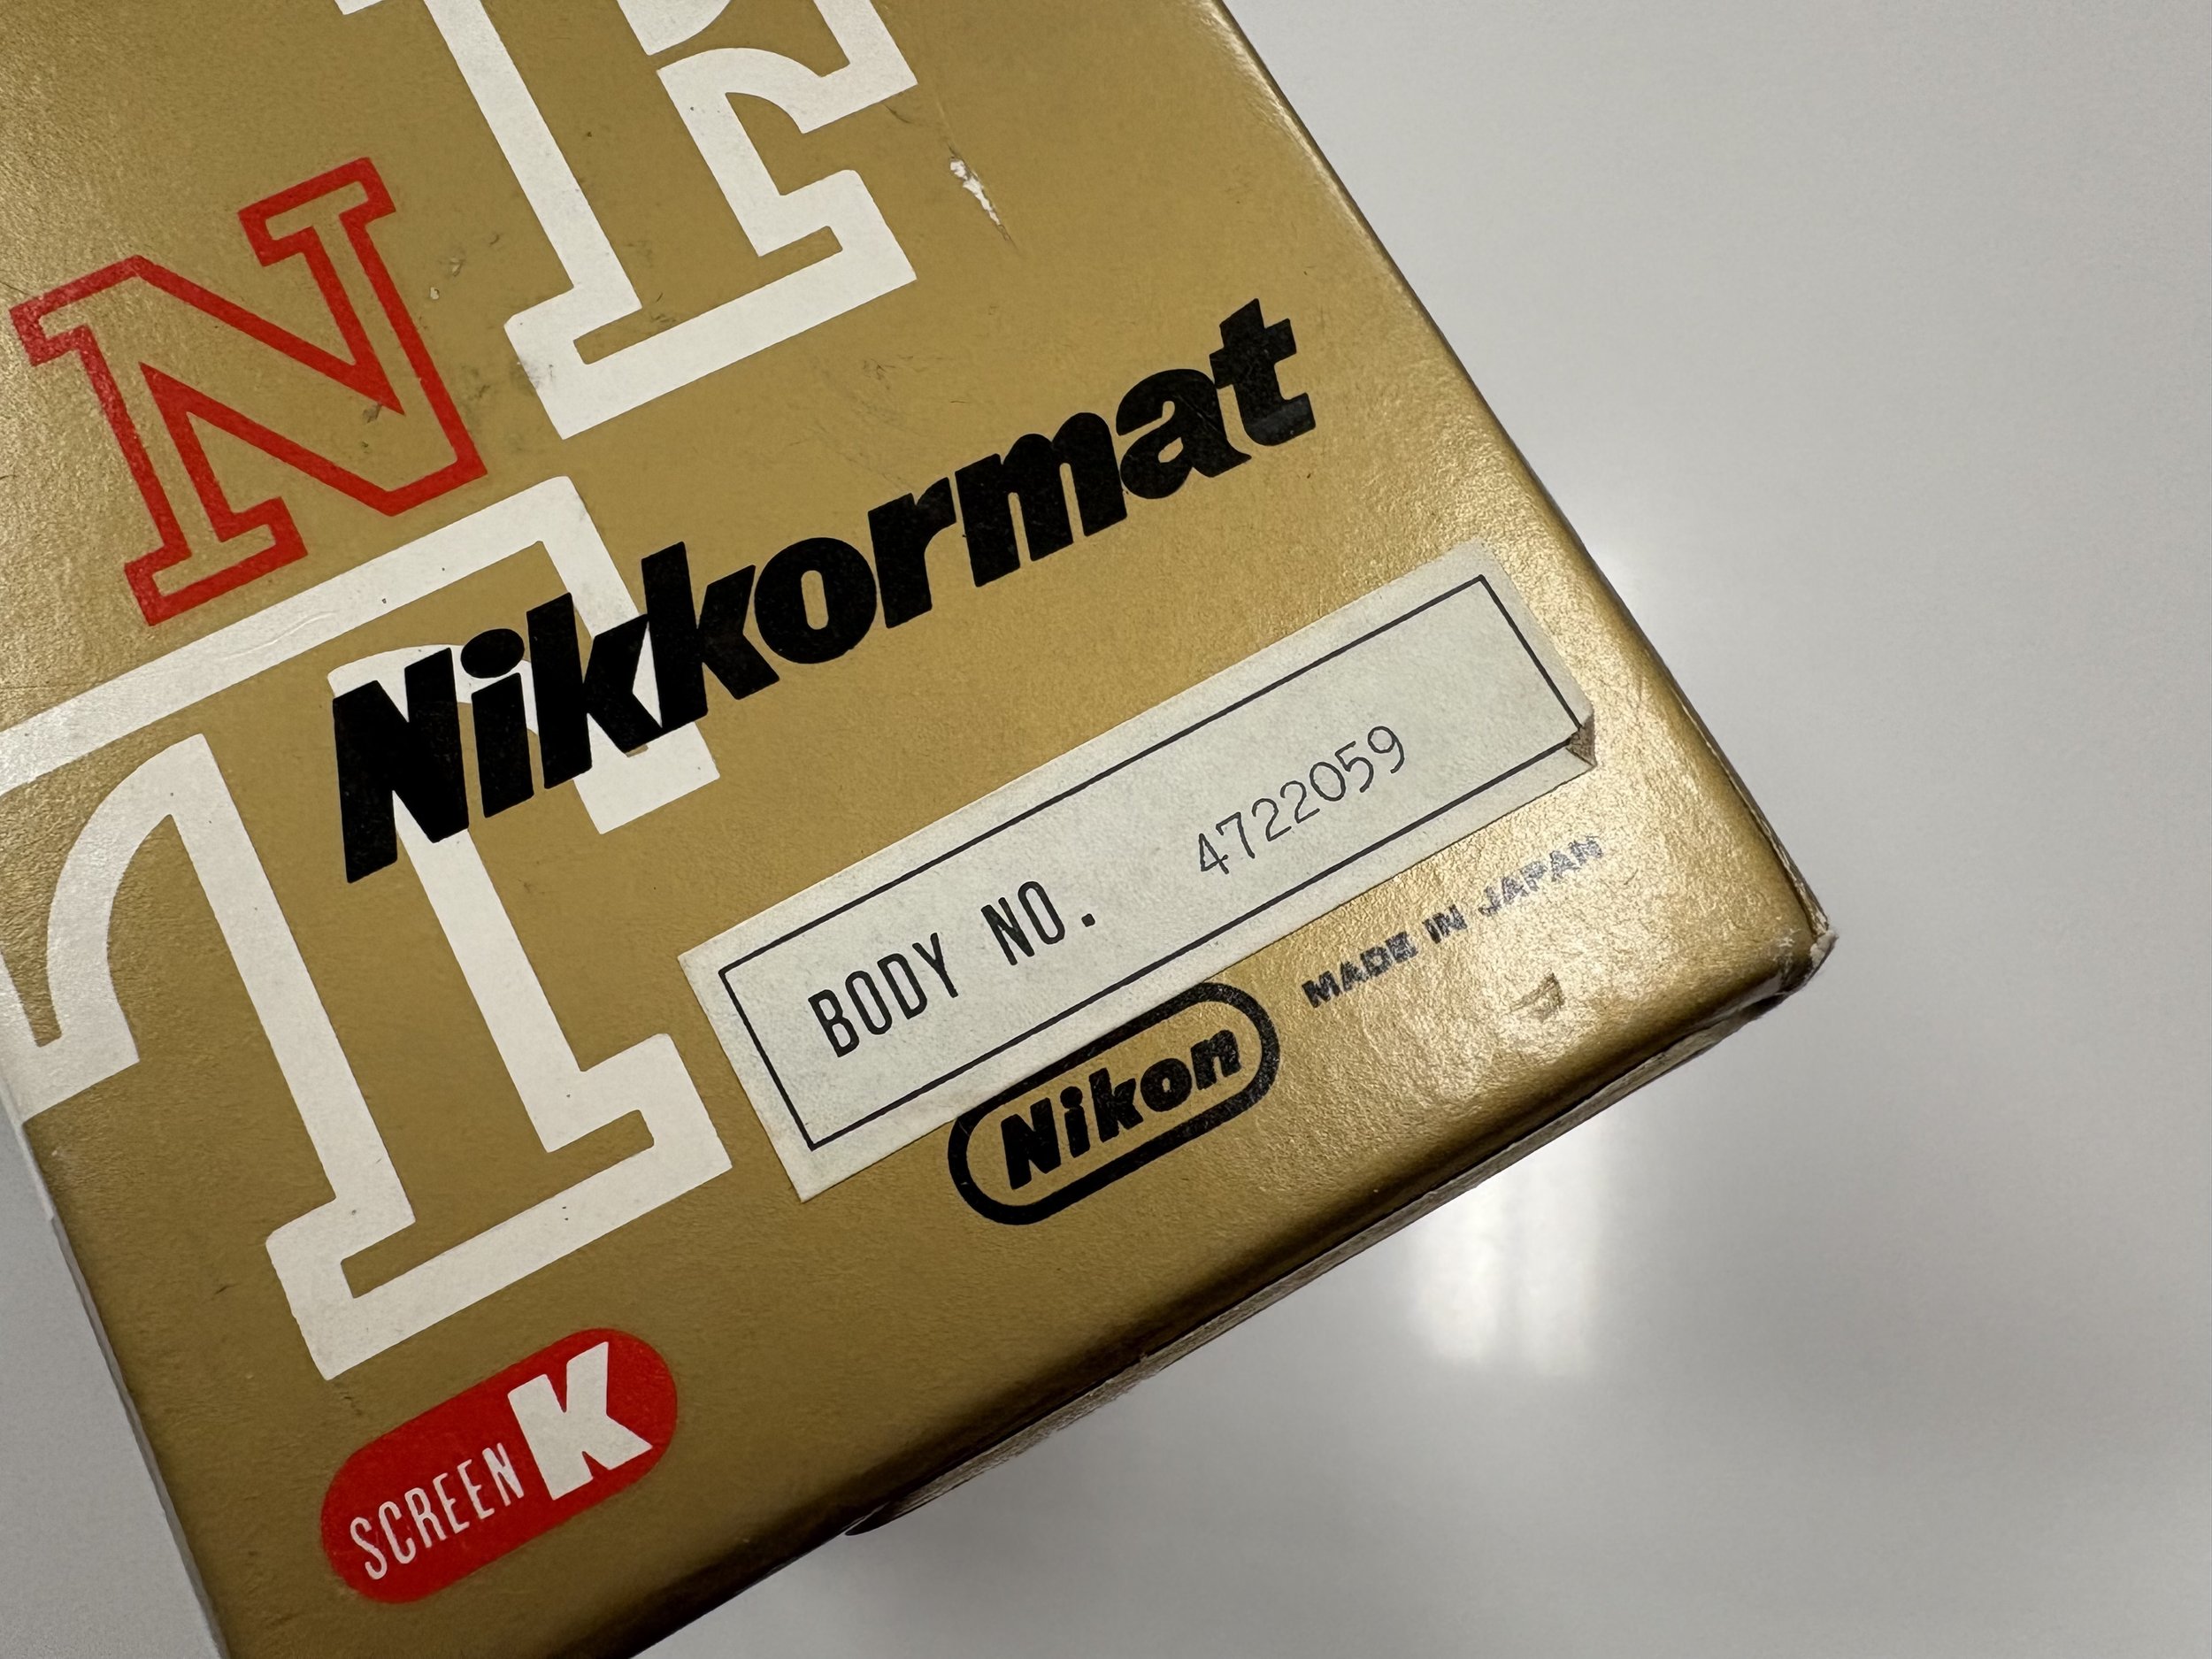 F
N
T
Nikkormat
BODY NO. 4722059
MADE IN JAPAN
Nikon
SCREEN K